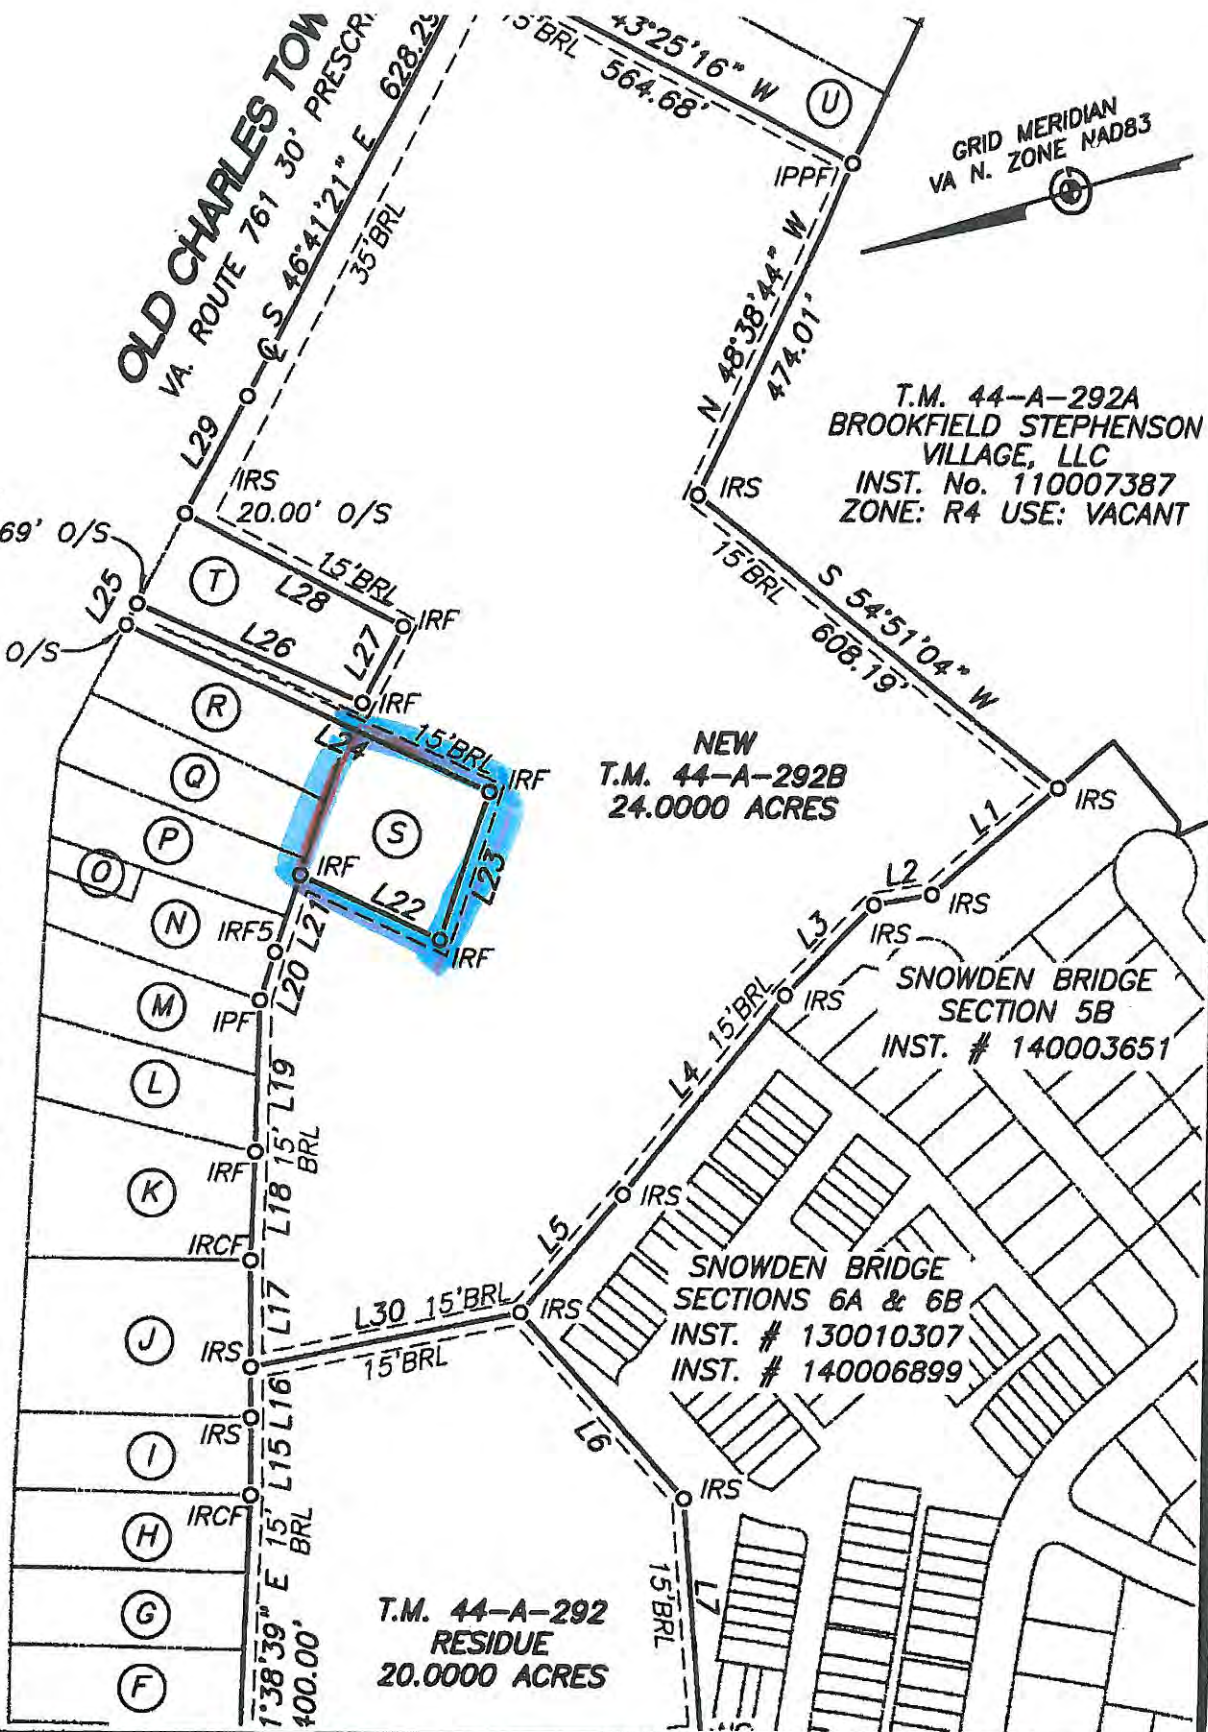 OLD CHARLES TOW
VA. ROUTE 761 30' PRESCRI
S 46°41'21" E 628.29
35'BRL
15'BRL
43°25'16" W
564.68'
U
IPPF
GRID MERIDIAN
VA N. ZONE NAD83
N 48°38'44" W
474.01'
T.M. 44-A-292A
BROOKFIELD STEPHENSON
VILLAGE, LLC
INST. No. 110007387
ZONE: R4 USE: VACANT
L29
IRS
20.00' O/S
IRS
69' O/S
15'BRL
L28
T
L25
L26
L27
IRF
O/S
IRF
15'BRL
S 54°51'04" W
608.19'
R
L24
15'BRL
IRF
NEW
T.M. 44-A-292B
24.0000 ACRES
IRS
Q
S
P
IRF
L23
L1
O
L22
L2
IRS
N
IRF5
L21
IRF
L3
IRS
SNOWDEN BRIDGE
SECTION 5B
INST. # 140003651
M
IPF
L20
15'BRL
IRS
L
L19
L4
15'
BRL
K
IRF
L18
IRS
IRCF
L5
SNOWDEN BRIDGE
SECTIONS 6A & 6B
INST. # 130010307
INST. # 140006899
L17
L30 15'BRL
IRS
J
IRS
15'BRL
L16
L6
IRS
I
L15
IRS
IRCF
H
15'
BRL
G
T.M. 44-A-292
RESIDUE
20.0000 ACRES
15'BRL
L7
F
1°38'39" E
400.00'